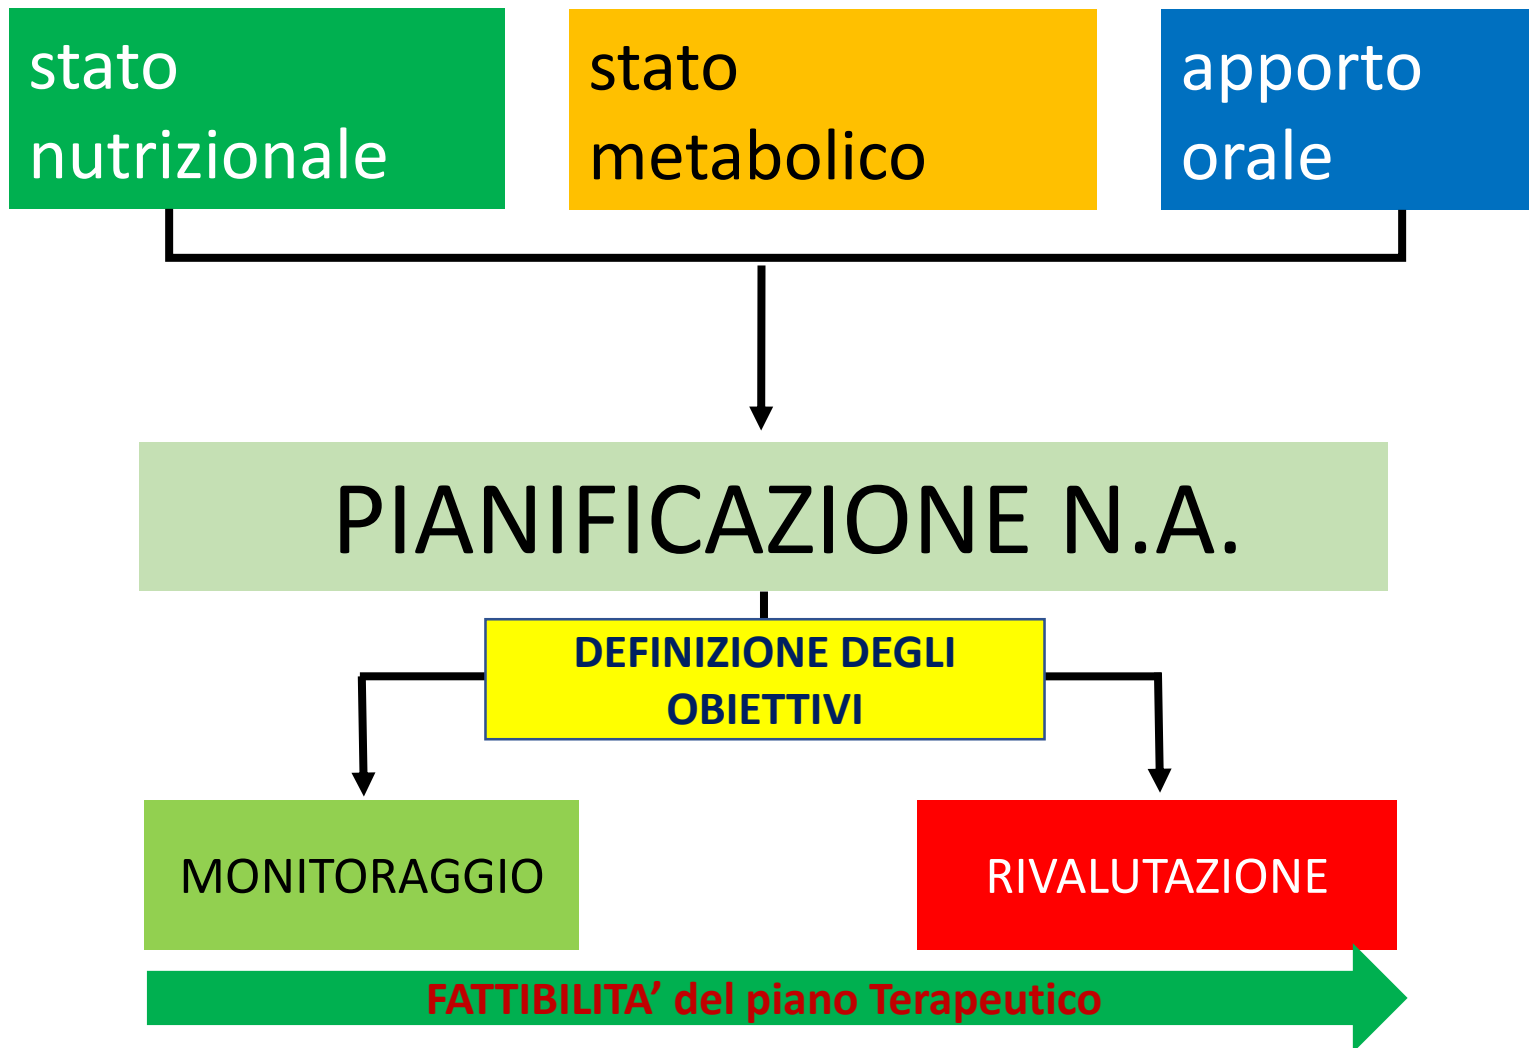 stato
nutrizionale
stato
metabolico
apporto
orale
PIANIFICAZIONE N.A.
DEFINIZIONE DEGLI
OBIETTIVI
MONITORAGGIO
RIVALUTAZIONE
FATTIBILITA’ del piano Terapeutico